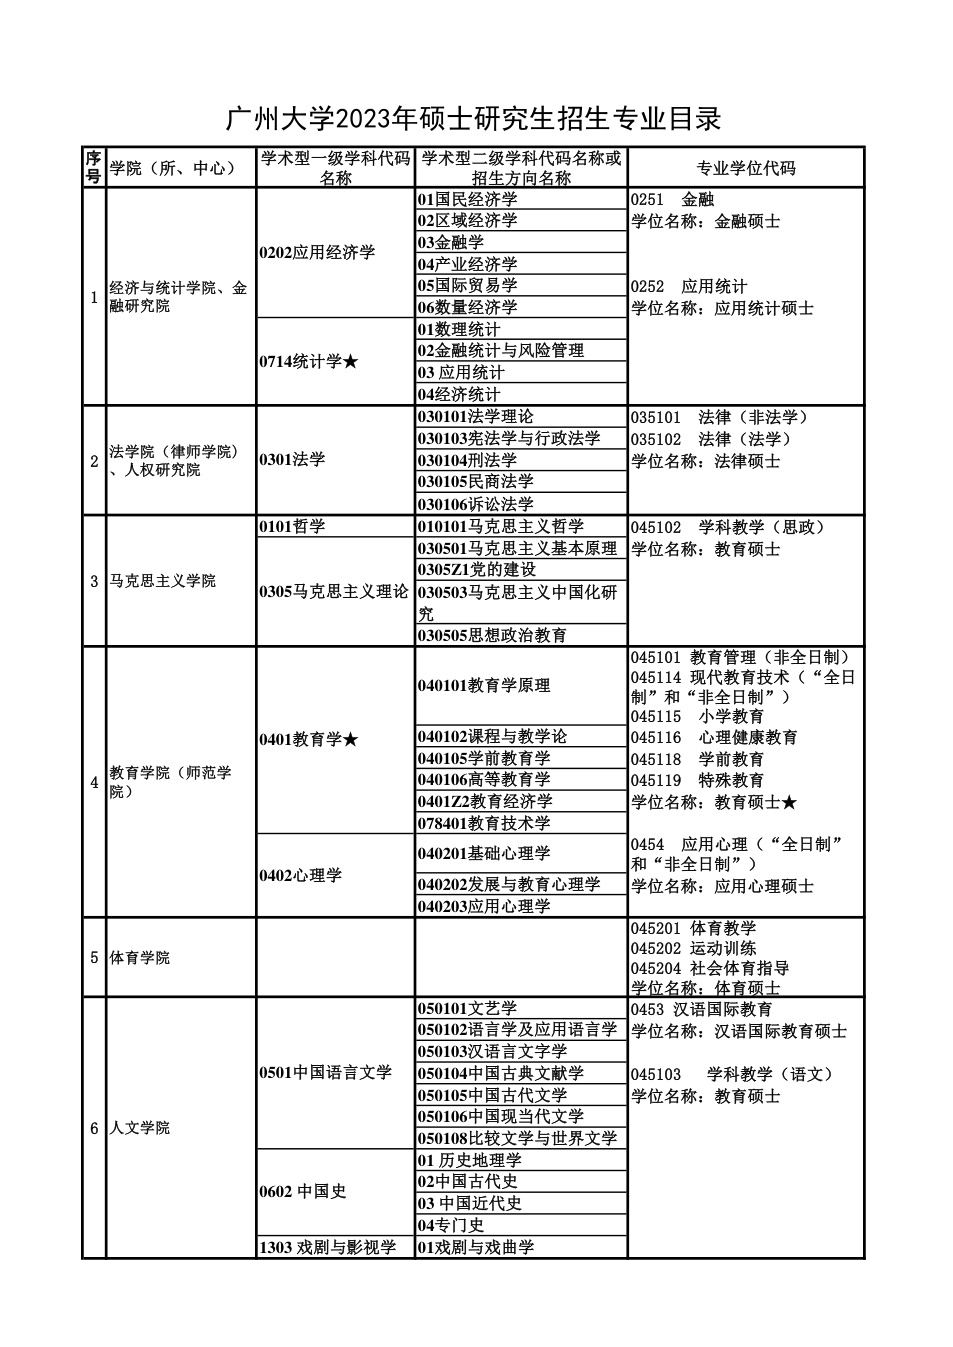 广州大学2023年硕士研究生招生专业目录
序号
学院（所、中心）
学术型一级学科代码
名称
学术型二级学科代码名称或
招生方向名称
专业学位代码
1
经济与统计学院、金
融研究院
0202应用经济学
01国民经济学
02区域经济学
03金融学
04产业经济学
05国际贸易学
06数量经济学
0714统计学★
01数理统计
02金融统计与风险管理
03 应用统计
04经济统计
0251　金融
学位名称：金融硕士
0252　应用统计
学位名称：应用统计硕士
2
法学院（律师学院）
、人权研究院
0301法学
030101法学理论
030103宪法学与行政法学
030104刑法学
030105民商法学
030106诉讼法学
035101　法律（非法学）
035102　法律（法学）
学位名称：法律硕士
3
马克思主义学院
0101哲学
010101马克思主义哲学
0305马克思主义理论
030501马克思主义基本原理
0305Z1党的建设
030503马克思主义中国化研
究
030505思想政治教育
045102　学科教学（思政）
学位名称：教育硕士
4
教育学院（师范学
院）
0401教育学★
040101教育学原理
040102课程与教学论
040105学前教育学
040106高等教育学
0401Z2教育经济学
078401教育技术学
0402心理学
040201基础心理学
040202发展与教育心理学
040203应用心理学
045101 教育管理（非全日制）
045114 现代教育技术（“全日
制”和“非全日制”）
045115　小学教育
045116　心理健康教育
045118　学前教育
045119　特殊教育
学位名称：教育硕士★
0454　应用心理（“全日制”
和“非全日制”）
学位名称：应用心理硕士
5
体育学院
045201 体育教学
045202 运动训练
045204 社会体育指导
学位名称：体育硕士
6
人文学院
0501中国语言文学
050101文艺学
050102语言学及应用语言学
050103汉语言文字学
050104中国古典文献学
050105中国古代文学
050106中国现当代文学
050108比较文学与世界文学
0602 中国史
01 历史地理学
02中国古代史
03 中国近代史
04专门史
1303 戏剧与影视学
01戏剧与戏曲学
0453 汉语国际教育
学位名称：汉语国际教育硕士
045103　 学科教学（语文）
学位名称：教育硕士